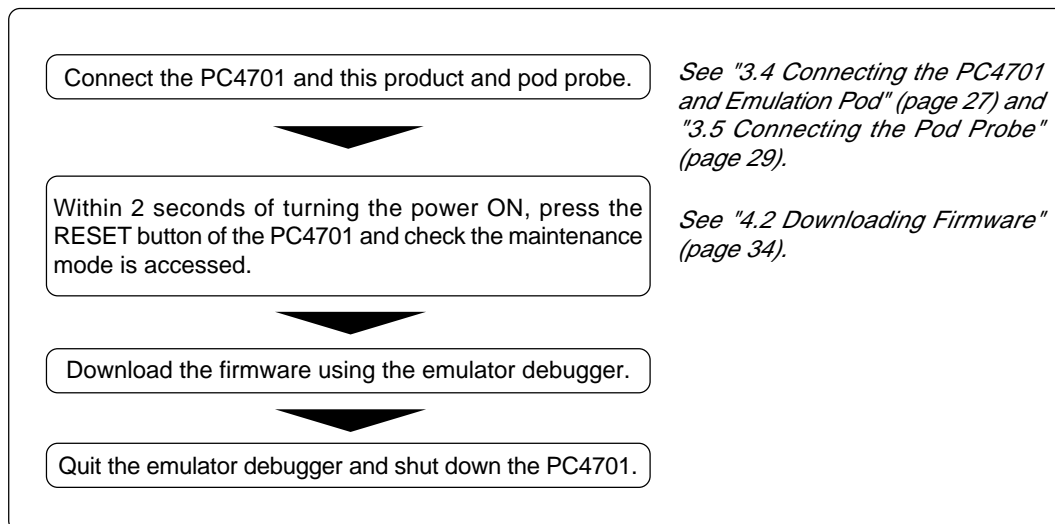 Connect the PC4701 and this product and pod probe.
See "3.4 Connecting the PC4701
and Emulation Pod" (page 27) and
"3.5 Connecting the Pod Probe"
(page 29).
Within 2 seconds of turning the power ON, press the
RESET button of the PC4701 and check the maintenance
mode is accessed.
See "4.2 Downloading Firmware"
(page 34).
Download the firmware using the emulator debugger.
Quit the emulator debugger and shut down the PC4701.